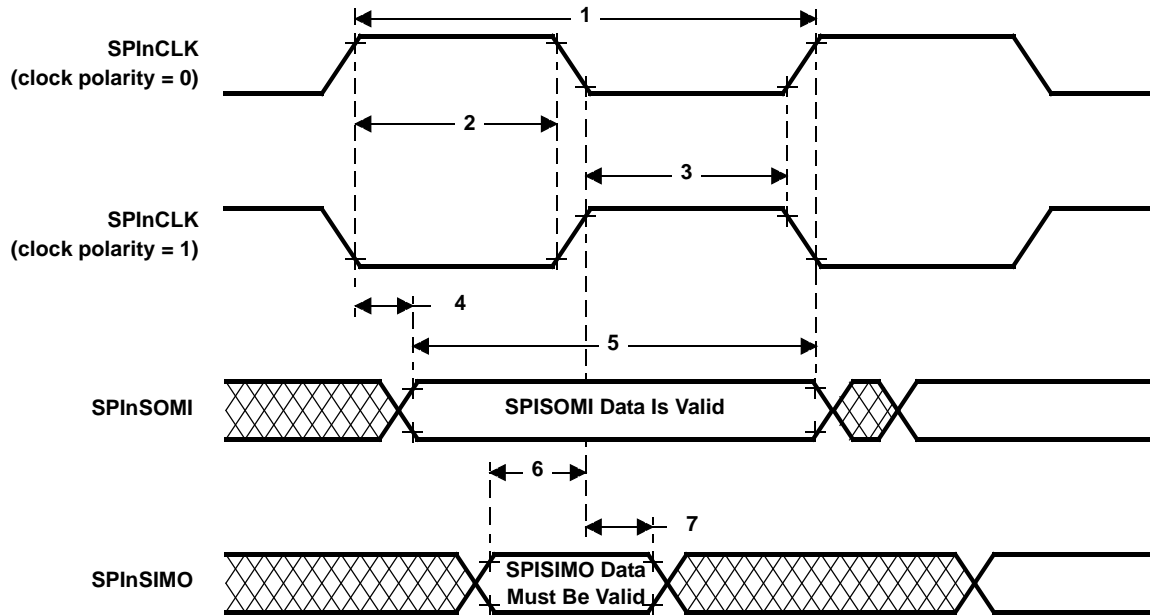 1
SPInCLK
(clock polarity = 0)
2
3
SPInCLK
(clock polarity = 1)
4
5
SPInSOMI
SPISOMI Data Is Valid
6
7
SPInSIMO
SPISIMO Data
Must Be Valid